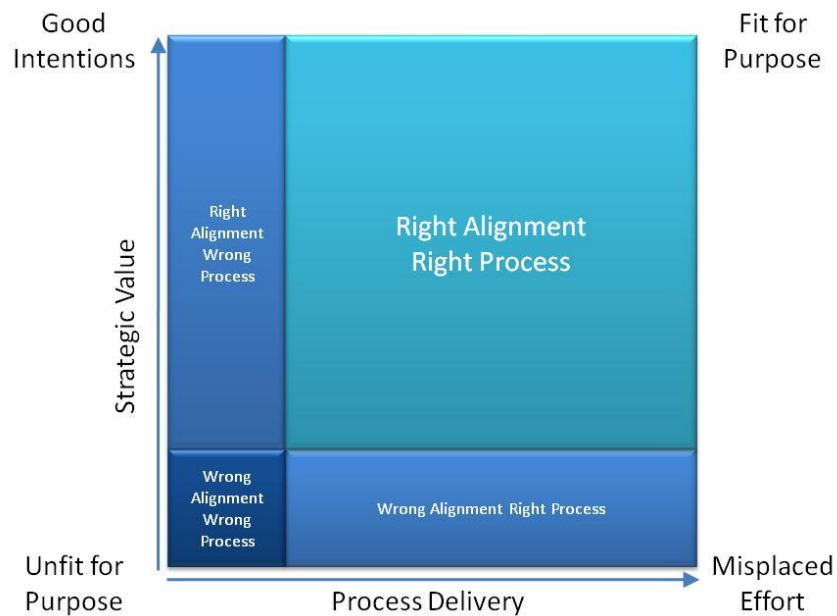 Good
Intentions
Fit for
Purpose
Strategic Value
Right
Alignment
Wrong
Process
Right Alignment
Right Process
Wrong
Alignment
Wrong
Process
Wrong Alignment Right Process
Unfit for
Purpose
Process Delivery
Misplaced
Effort